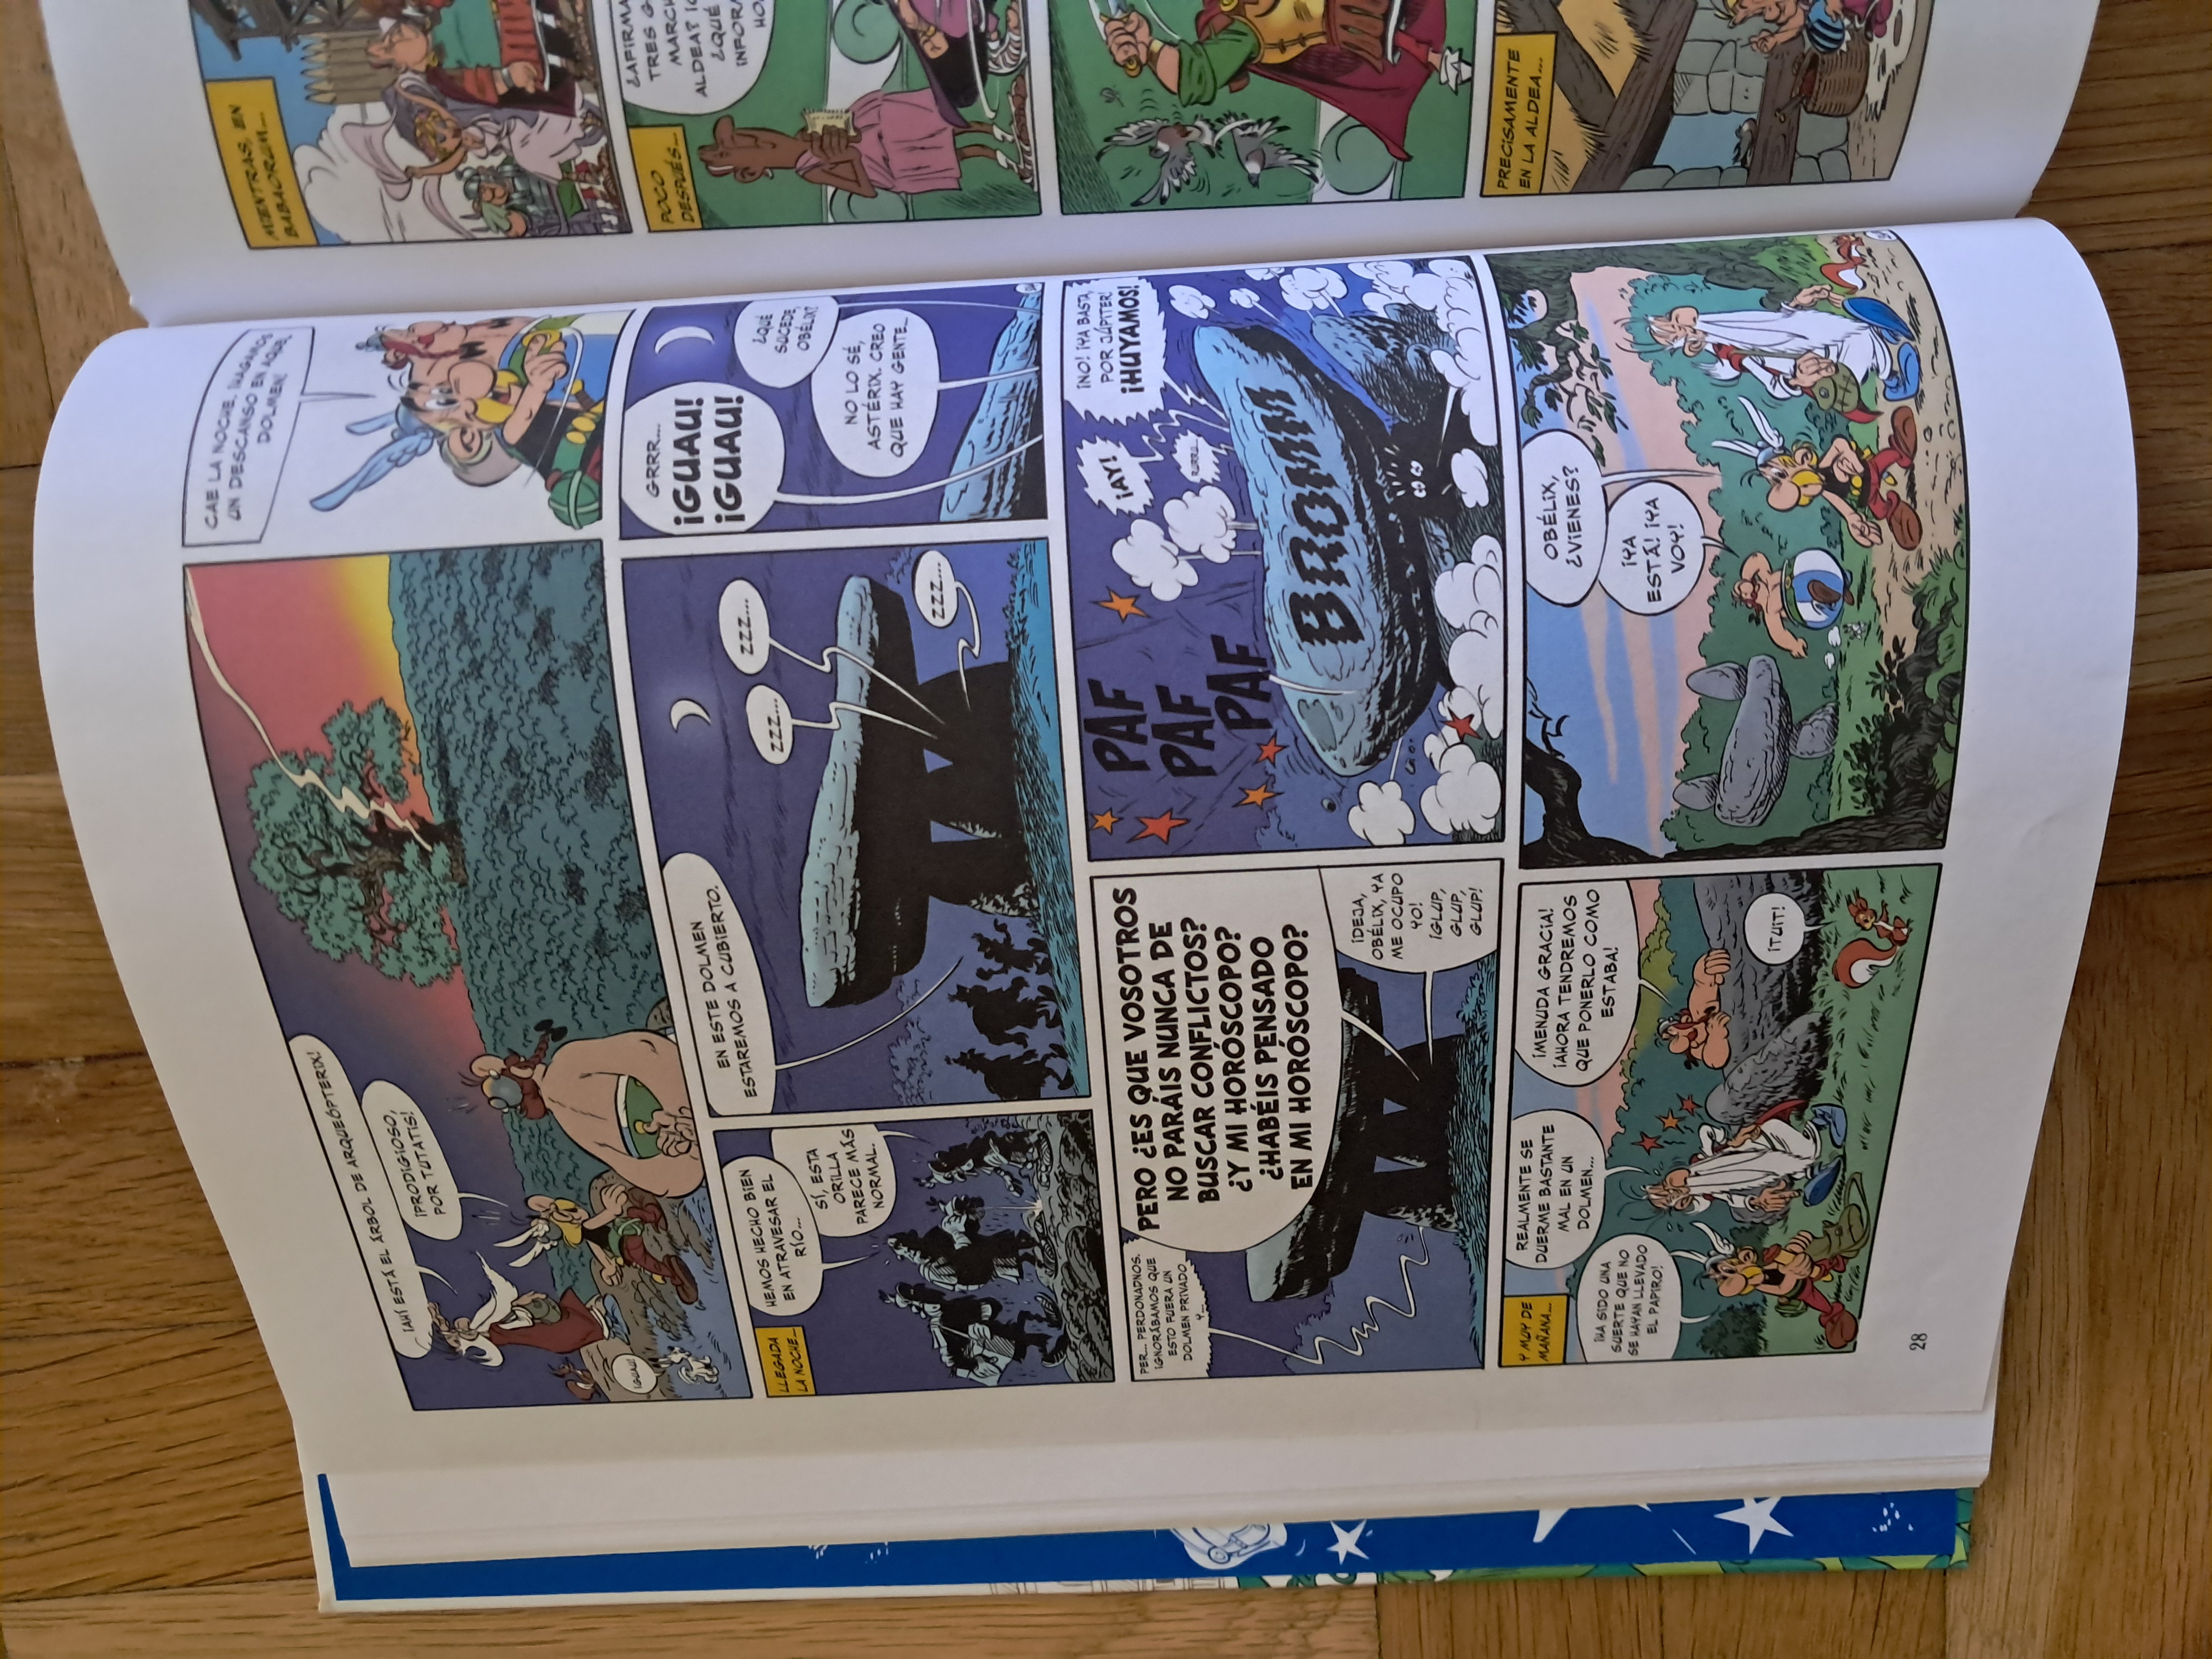 ¡AHÍ ESTÁ EL ÁRBOL DE ARQUEÓPTERIX!
¡PRODIGIOSO,
POR TUTATIS!
¡GUAU!
CAE LA NOCHE. ¡HAGAMOS
UN DESCANSO EN AQUEL
DOLMEN!
LLEGADA
LA NOCHE...
HEMOS HECHO BIEN
EN ATRAVESAR EL
RÍO...
SÍ, ESTA
ORILLA
PARECE MÁS
NORMAL.
EN ESTE DOLMEN
ESTAREMOS A CUBIERTO.
ZZZ...
ZZZ...
ZZZ...
GRRR...
¡GUAU!
¡GUAU!
¿QUÉ
SUCEDE,
OBÉLIX?
NO LO SÉ,
ASTÉRIX. CREO
QUE HAY GENTE...
PER... PERDONADNOS.
IGNORÁBAMOS QUE
ESTO FUERA UN
DOLMEN PRIVADO
Y...
PERO ¿ES QUE VOSOTROS
NO PARÁIS NUNCA DE
BUSCAR CONFLICTOS?
¿Y MI HORÓSCOPO?
¿HABÉIS PENSADO
EN MI HORÓSCOPO?
¡DEJA,
OBÉLIX, YA
ME OCUPO
YO!
¡GLUP,
GLUP,
GLUP!
PAF
PAF
PAF
¡AY!
¡NO! ¡YA BASTA,
POR JÚPITER!
¡HUYAMOS!
BROMM
Y MUY DE
MAÑANA...
¡HA SIDO UNA
SUERTE QUE NO
SE HAYAN LLEVADO
EL PAPIRO!
REALMENTE SE
DUERME BASTANTE
MAL EN UN
DOLMEN...
¡MENUDA GRACIA!
¡AHORA TENDREMOS
QUE PONERLO COMO
ESTABA!
¡TUIT!
OBÉLIX,
¿VIENES?
¡YA
ESTÁ! ¡YA
VOY!
28
MIENTRAS, EN
BABAORUM...
POCO
DESPUÉS...
TRES
ALDEA?
¿QUÉ
PRECISAMENTE
EN LA ALDEA...